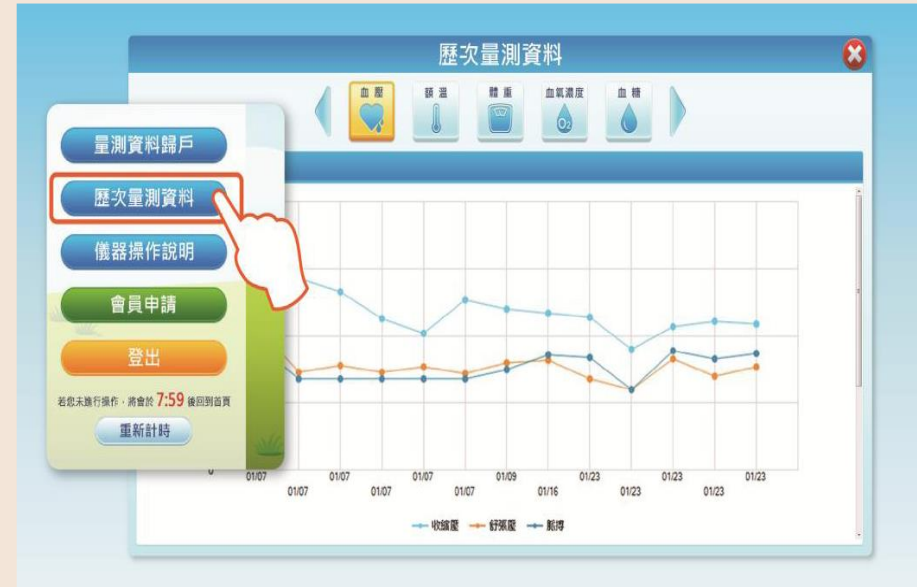 歷次量測資料
血壓
額溫
體重
血氧濃度
O2
血糖
量測資料歸戶
歷次量測資料
儀器操作說明
會員申請
登出
若您未進行操作，將會於 7:59 後回到首頁
重新計時
0
01/07 01/07 01/07 01/07 01/07 01/07 01/09 01/16 01/23 01/23 01/23 01/23 01/23
收縮壓 舒張壓 脈搏